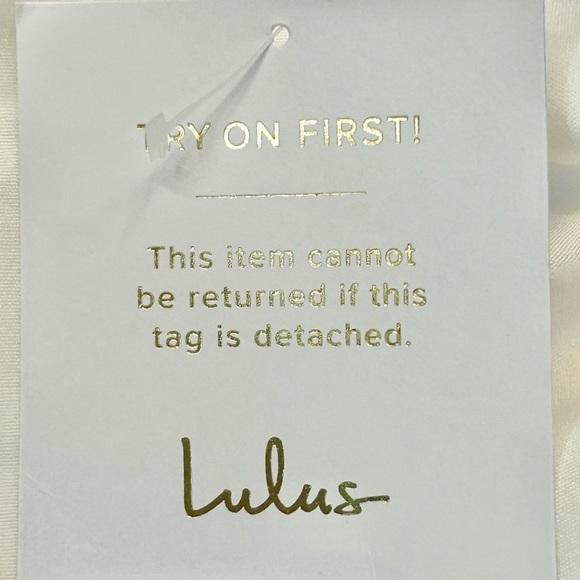 TRY ON FIRST!
This item cannot
be returned if this
tag is detached.
Lulus